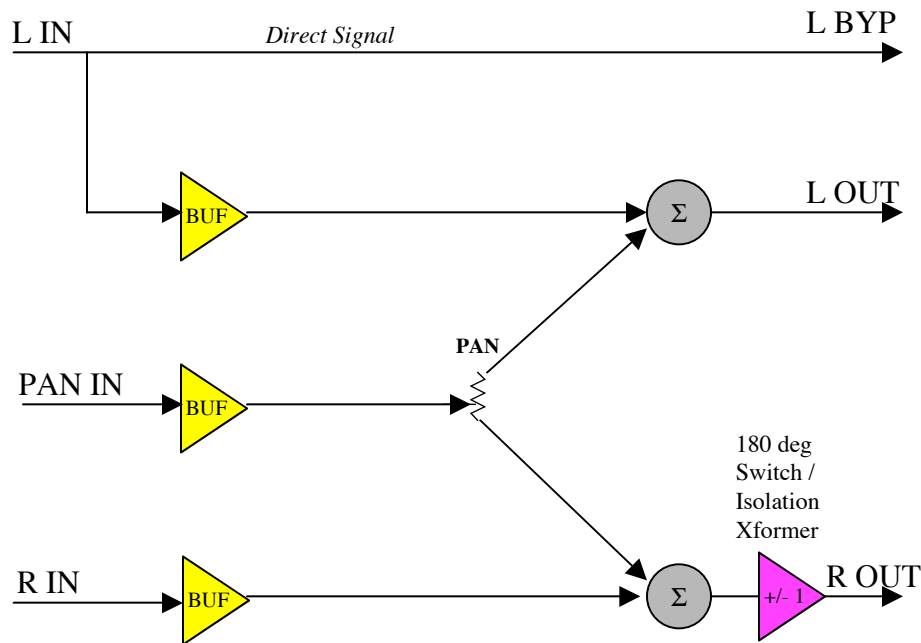 L IN
Direct Signal
L BYP
BUF
Σ
L OUT
PAN
PAN IN
BUF
180 deg
Switch /
Isolation
Xformer
R IN
BUF
Σ
+/- 1
R OUT